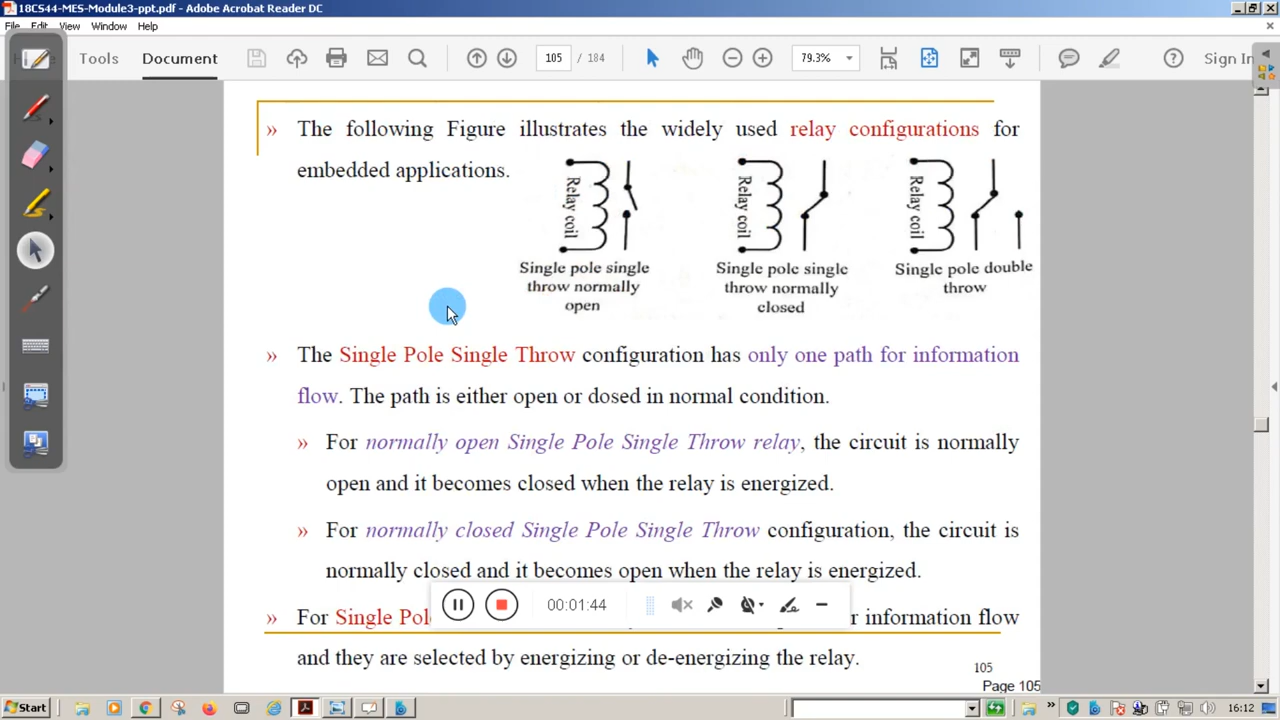 18CS44-MES-Module3-ppt.pdf - Adobe Acrobat Reader DC
File Edit View Window Help
Tools Document 105 / 184 79.3% Sign In
» The following Figure illustrates the widely used relay configurations for
embedded applications.
Relay coil
Relay coil
Relay coil
Single pole single
throw normally
open
Single pole single
throw normally
closed
Single pole double
throw
» The Single Pole Single Throw configuration has only one path for information
flow. The path is either open or dosed in normal condition.
» For normally open Single Pole Single Throw relay, the circuit is normally
open and it becomes closed when the relay is energized.
» For normally closed Single Pole Single Throw configuration, the circuit is
normally closed and it becomes open when the relay is energized.
00:01:44
» For Single Pole information flow
and they are selected by energizing or de-energizing the relay.
105
Page 105
Start
» 16:12